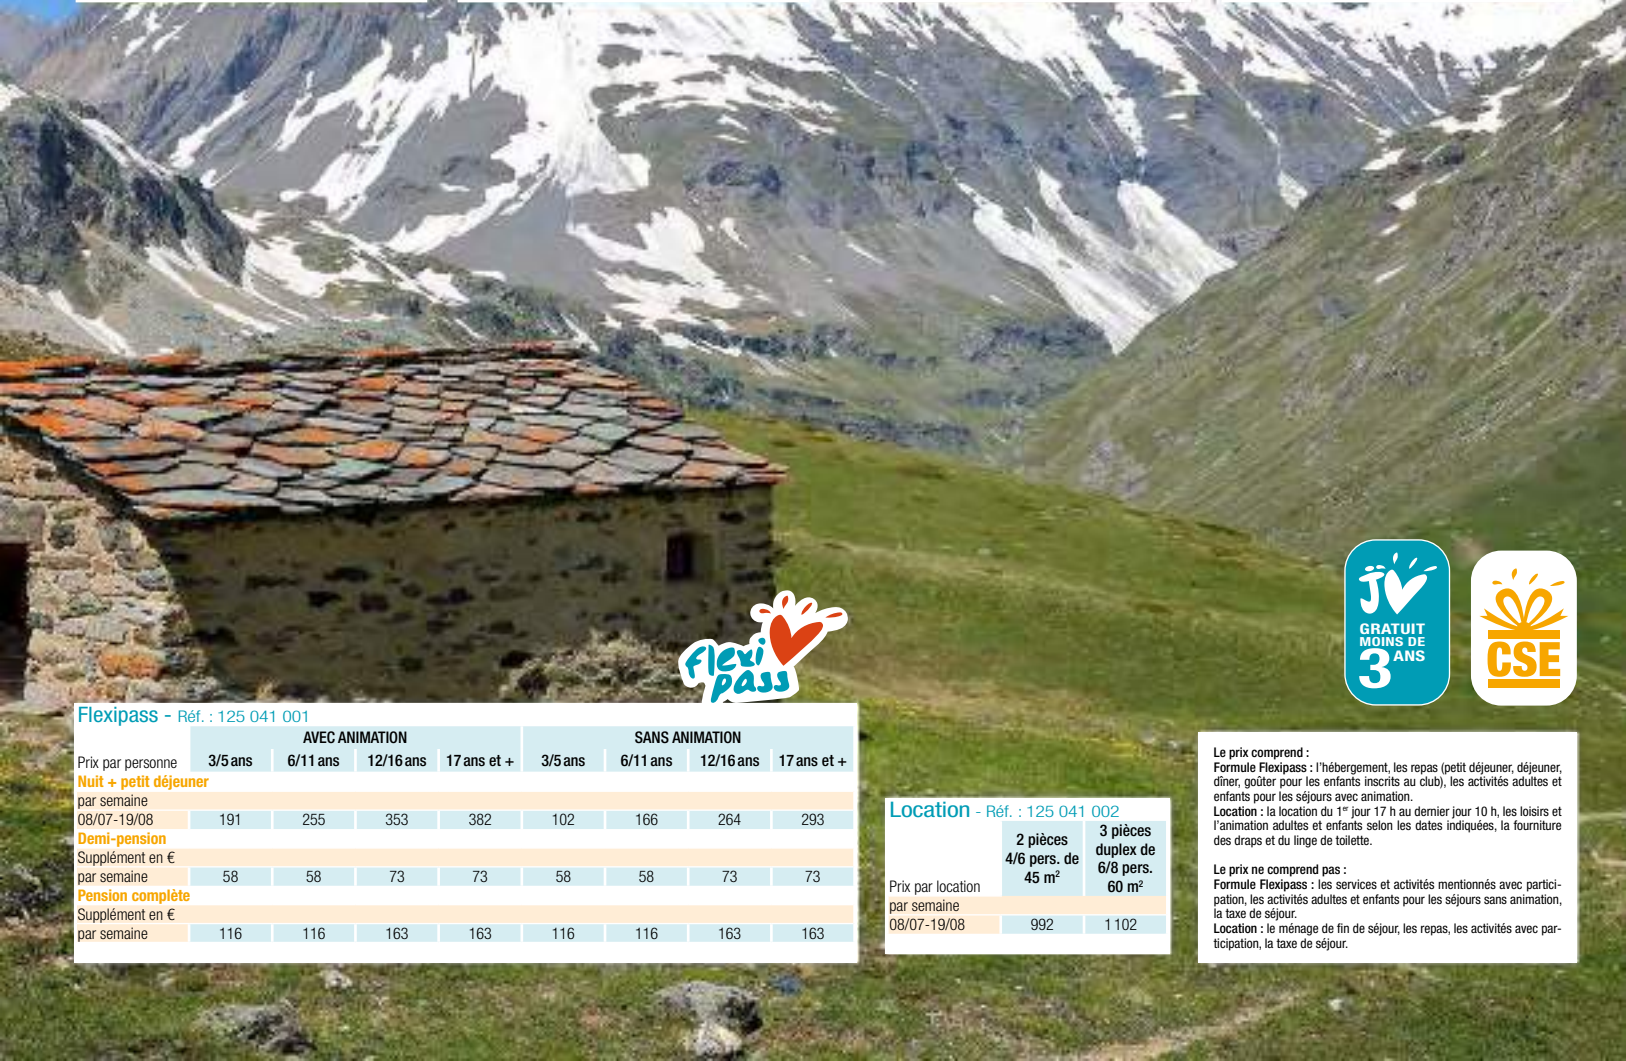 flexi
pass
GRATUIT
MOINS DE
3 ANS
CSE
Flexipass - Réf. : 125 041 001
AVEC ANIMATION SANS ANIMATION
Prix par personne 3/5 ans 6/11 ans 12/16 ans 17 ans et + 3/5 ans 6/11 ans 12/16 ans 17 ans et +
Nuit + petit déjeuner
par semaine
08/07-19/08 191 255 353 382 102 166 264 293
Demi-pension
Supplément en €
par semaine 58 58 73 73 58 58 73 73
Pension complète
Supplément en €
par semaine 116 116 163 163 116 116 163 163
Location - Réf. : 125 041 002
2 pièces
4/6 pers. de
45 m²
3 pièces
duplex de
6/8 pers.
60 m²
Prix par location
par semaine
08/07-19/08 992 1 102
Le prix comprend :
Formule Flexipass : l'hébergement, les repas (petit déjeuner, déjeuner,
dîner, goûter pour les enfants inscrits au club), les activités adultes et
enfants pour les séjours avec animation.
Location : la location du 1er jour 17 h au dernier jour 10 h, les loisirs et
l'animation adultes et enfants selon les dates indiquées, la fourniture
des draps et du linge de toilette.
Le prix ne comprend pas :
Formule Flexipass : les services et activités mentionnés avec partici-
pation, les activités adultes et enfants pour les séjours sans animation,
la taxe de séjour.
Location : le ménage de fin de séjour, les repas, les activités avec par-
ticipation, la taxe de séjour.